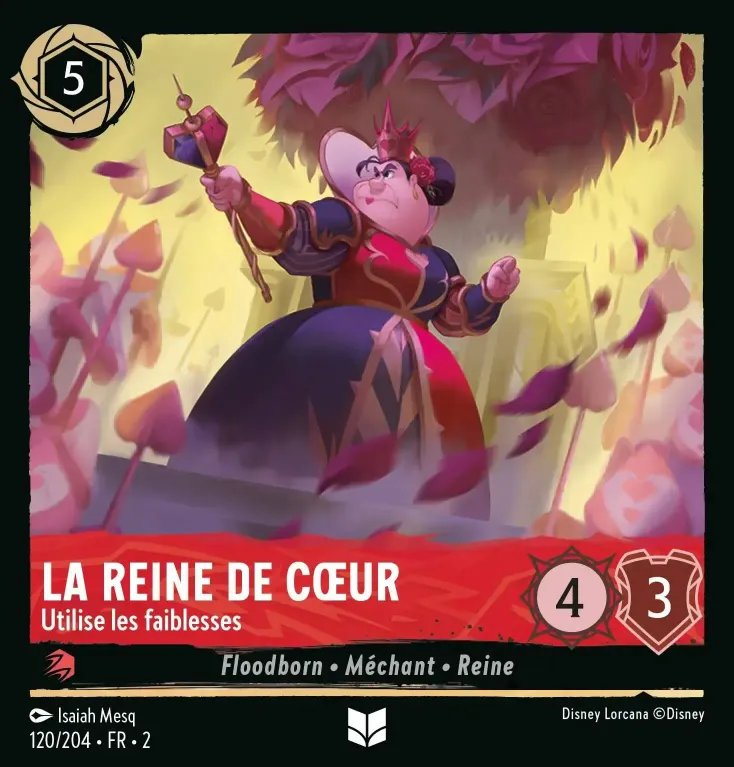 5
LA REINE DE CŒUR
Utilise les faiblesses
4
3
Floodborn • Méchant • Reine
Isaiah Mesq
Disney Lorcana ©Disney
120/204 • FR • 2